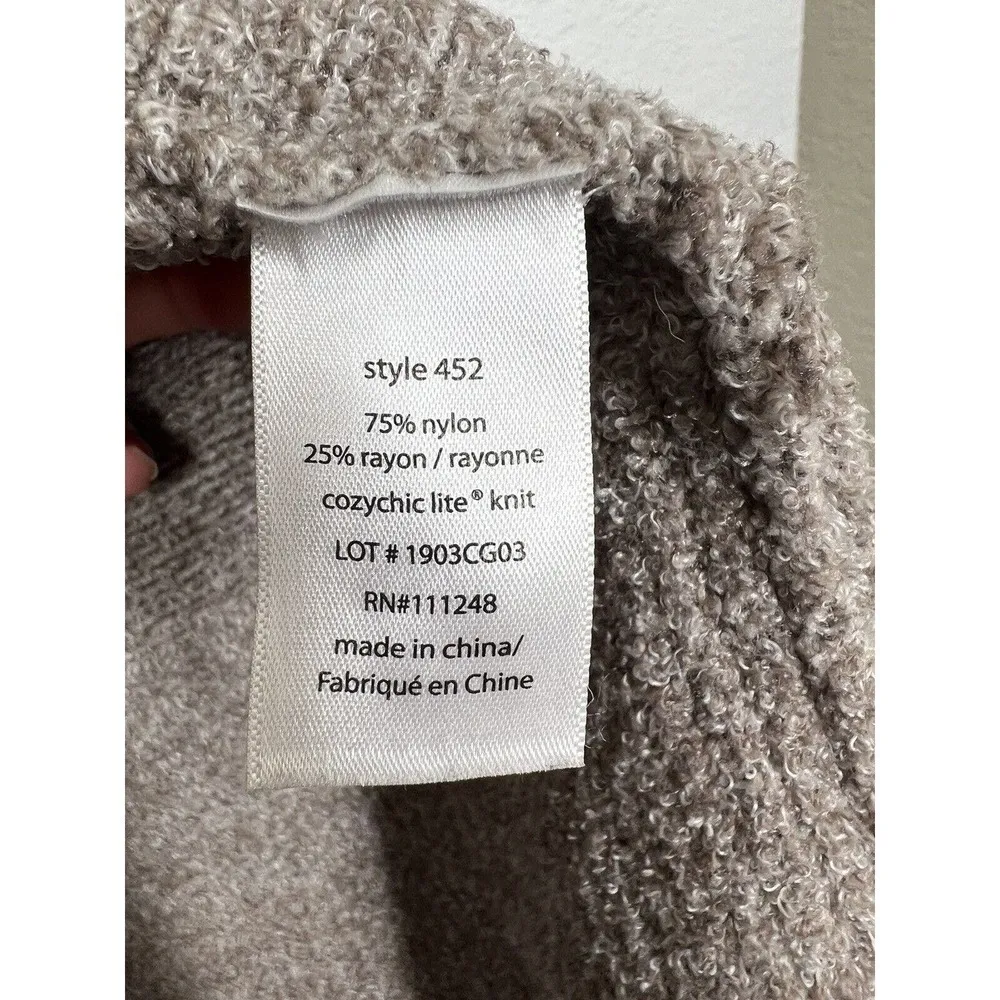 style 452
75% nylon
25% rayon / rayonne
cozychic lite® knit
LOT # 1903CG03
RN#111248
made in china/
Fabriqué en Chine